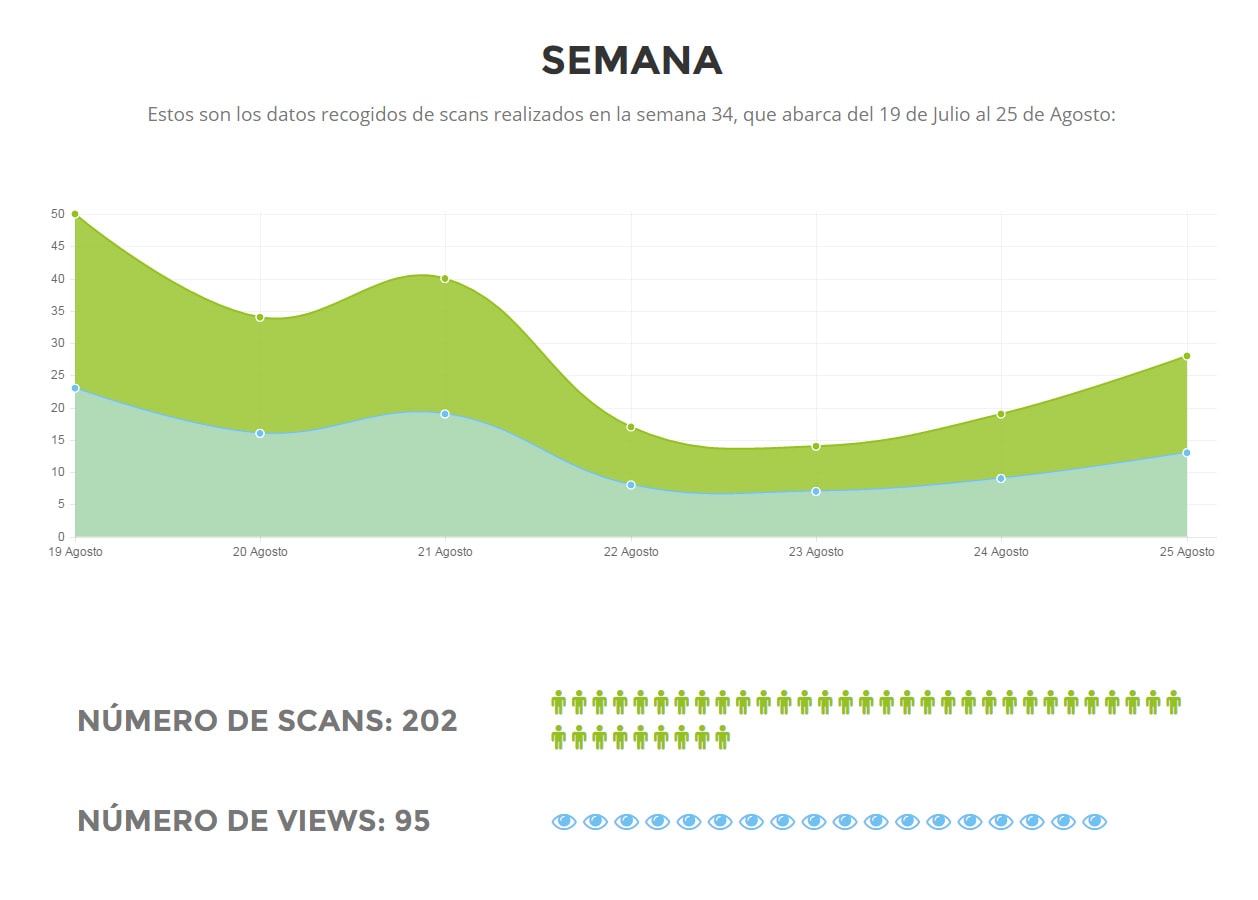 SEMANA
Estos son los datos recogidos de scans realizados en la semana 34, que abarca del 19 de Julio al 25 de Agosto:
50
45
40
35
30
25
20
15
10
5
0
19 Agosto 20 Agosto 21 Agosto 22 Agosto 23 Agosto 24 Agosto 25 Agosto
NÚMERO DE SCANS: 202
NÚMERO DE VIEWS: 95